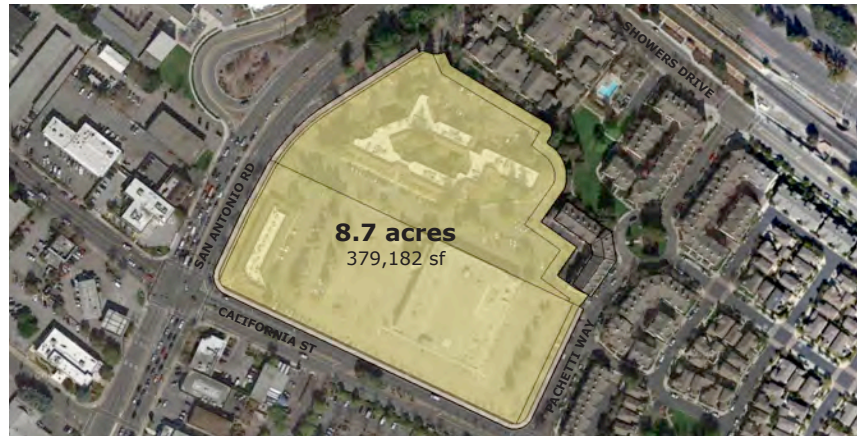 SHOWERS DRIVE
SAN ANTONIO RD
8.7 acres
379,182 sf
CALIFORNIA ST
PACHETTI WAY